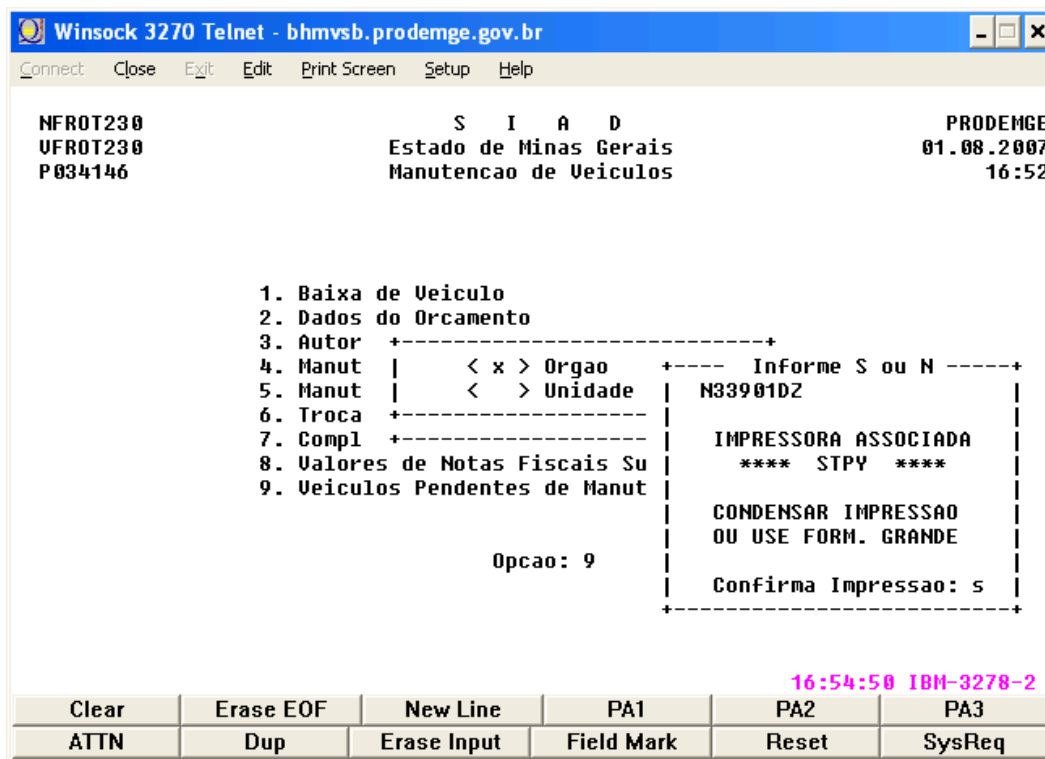 Winsock 3270 Telnet - bhmvsb.prodemge.gov.br
Connect Close Exit Edit Print Screen Setup Help
NFROT230 S I A D PRODEMGE
VFROT230 Estado de Minas Gerais 01.08.2007
P034146 Manutencao de Veiculos 16:52
1. Baixa de Veiculo
2. Dados do Orcamento
3. Autor +----------------------------+
4. Manut | < x > Orgao +---- Informe S ou N -----+
5. Manut | < > Unidade | N33901DZ |
6. Troca +------------------- | |
7. Compl +------------------- | IMPRESSORA ASSOCIADA |
8. Valores de Notas Fiscais Su | **** STPY **** |
9. Veiculos Pendentes de Manut | |
| CONDENSAR IMPRESSAO |
| OU USE FORM. GRANDE |
Opcao: 9 | |
| Confirma Impressao: s |
+--------------------------+
16:54:50 IBM-3278-2
Clear Erase EOF New Line PA1 PA2 PA3
ATTN Dup Erase Input Field Mark Reset SysReq